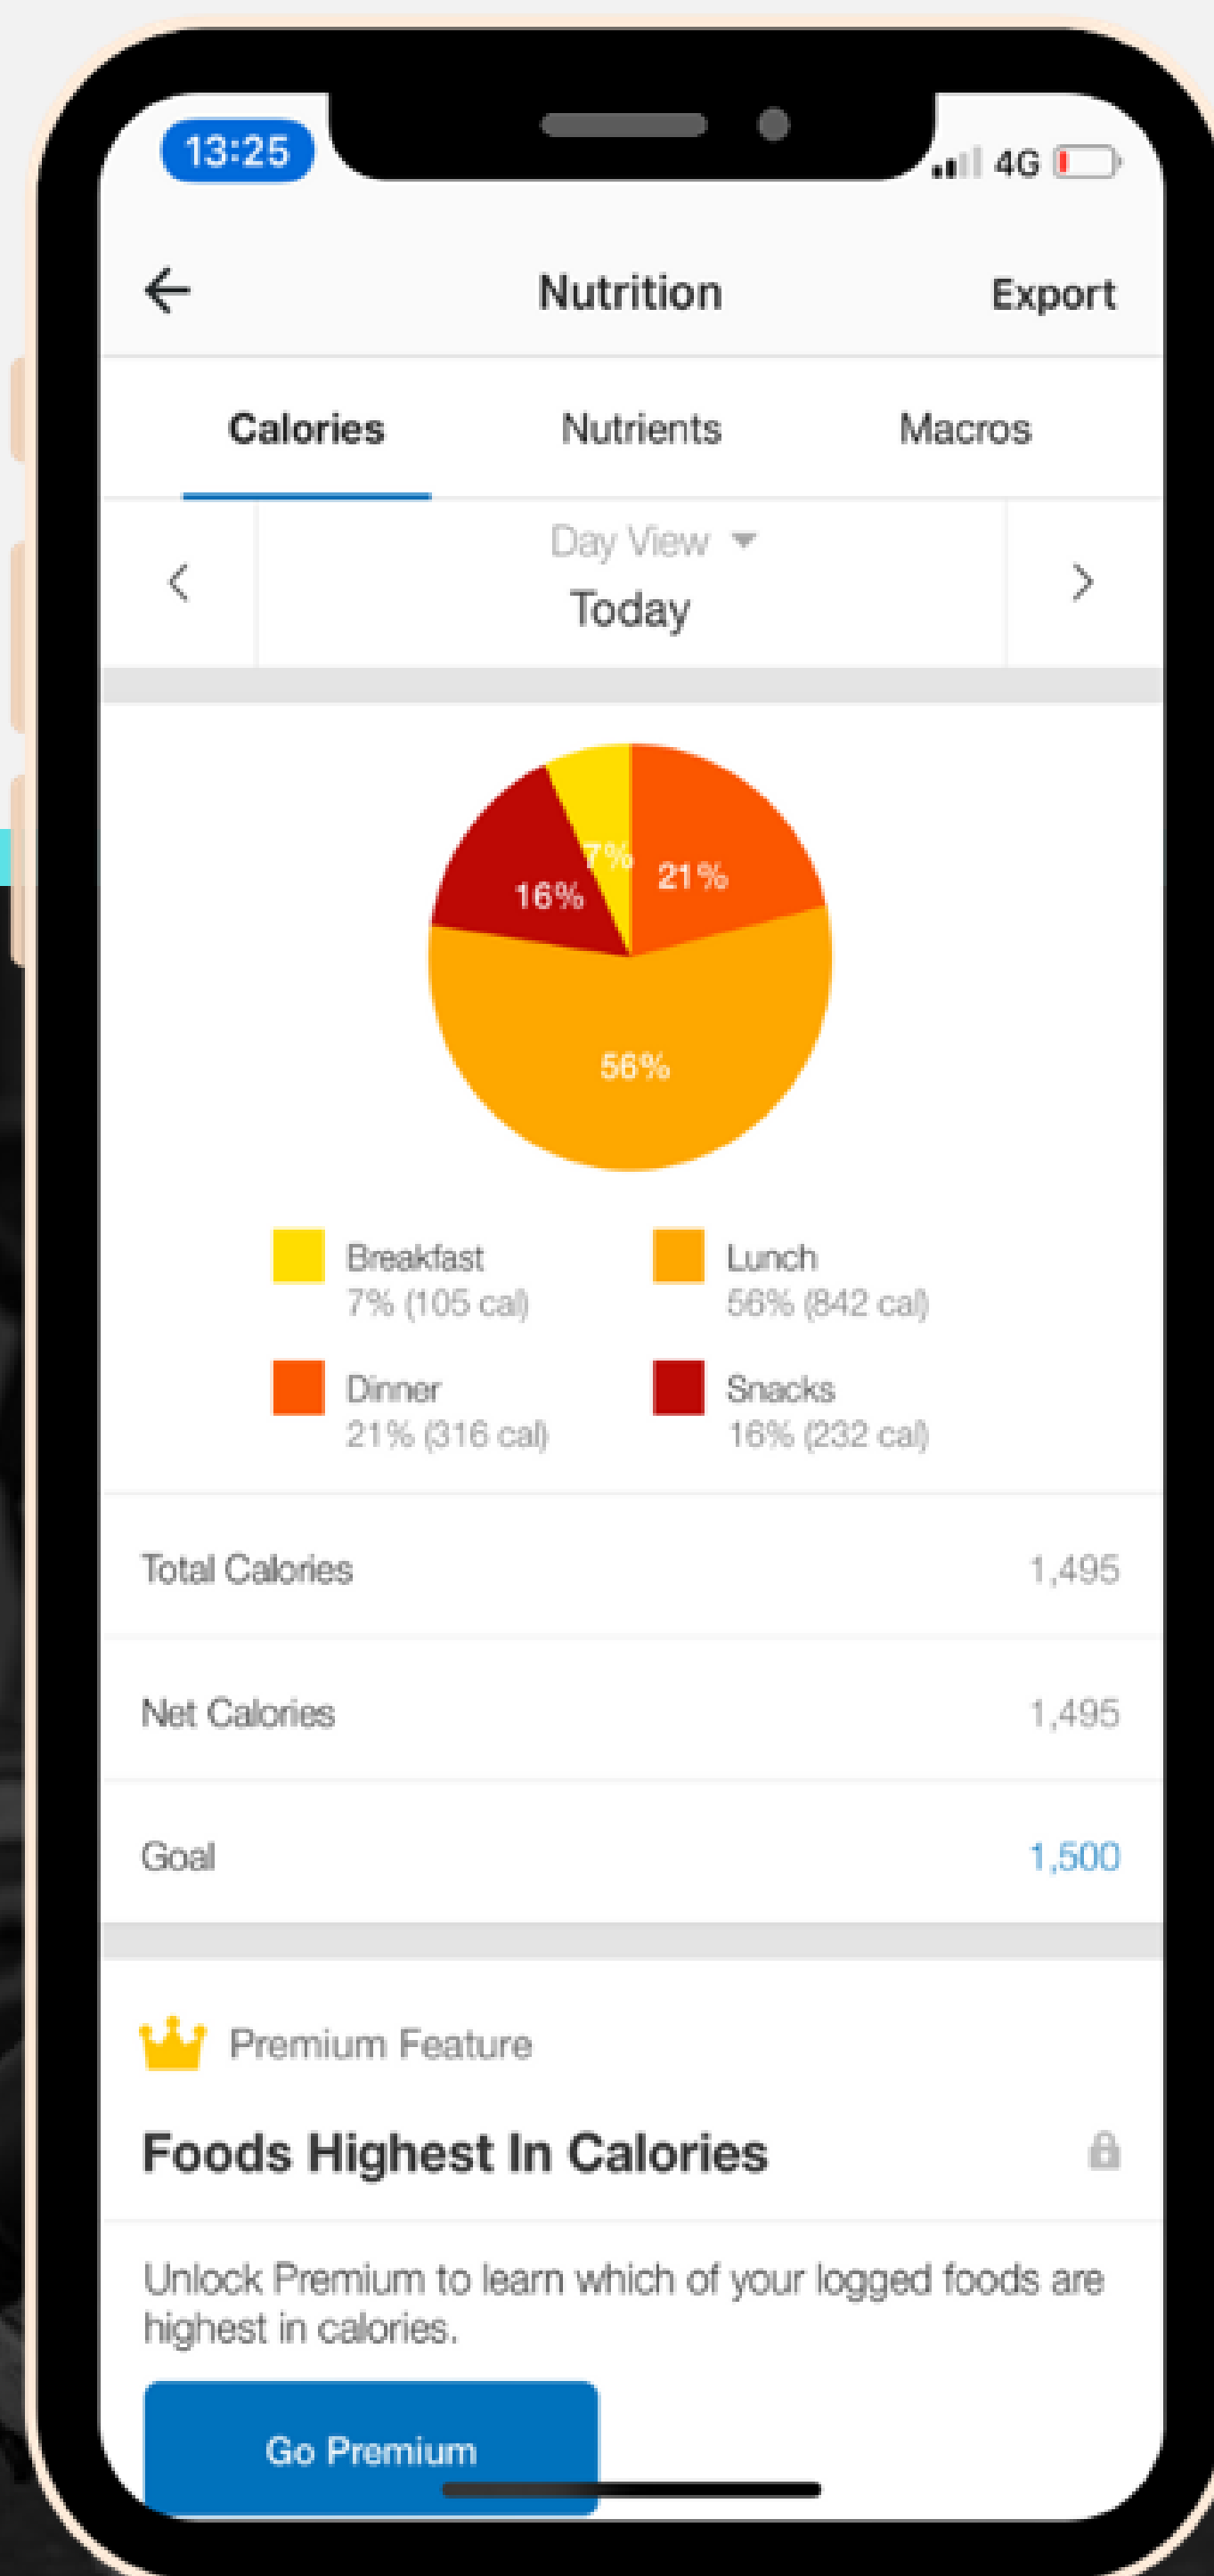 13:25
4G
Nutrition
Export
Calories
Nutrients
Macros
Day View
Today
7%
21%
16%
56%
Breakfast
7% (105 cal)
Lunch
56% (842 cal)
Dinner
21% (316 cal)
Snacks
16% (232 cal)
Total Calories
1,495
Net Calories
1,495
Goal
1,500
Premium Feature
Foods Highest In Calories
Unlock Premium to learn which of your logged foods are
highest in calories.
Go Premium